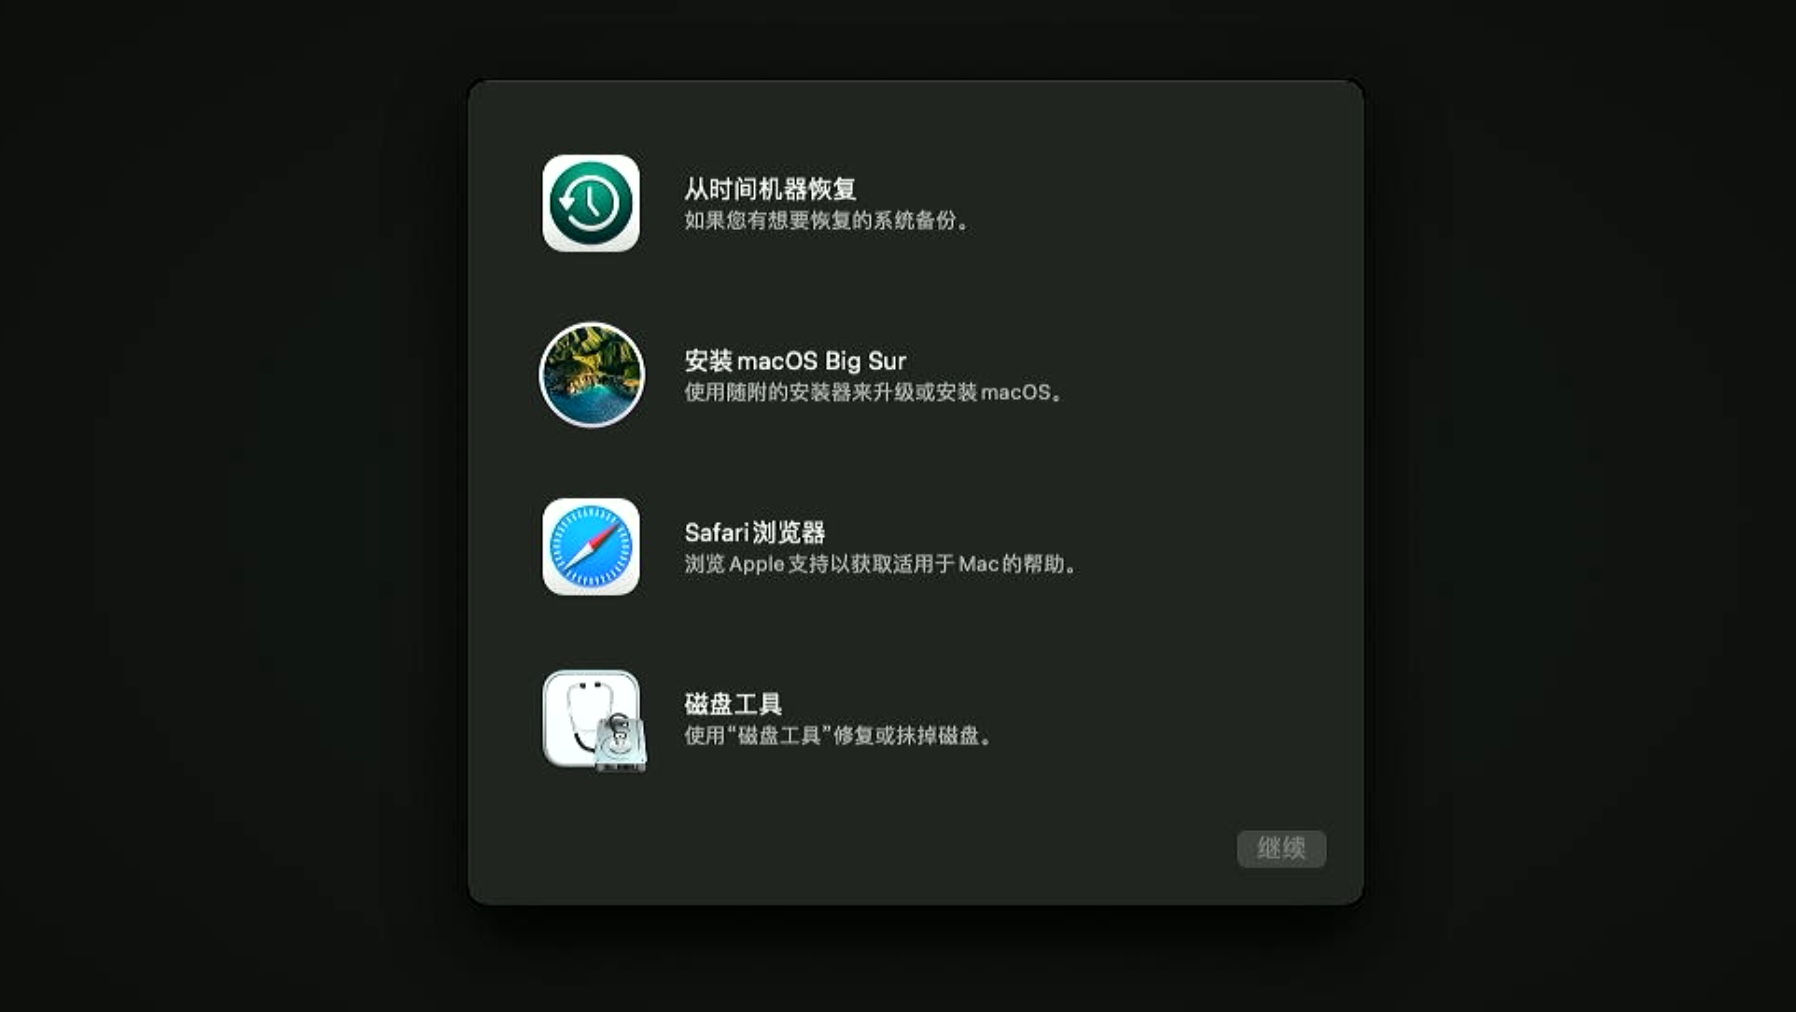 从时间机器恢复
如果您有想要恢复的系统备份。
安装 macOS Big Sur
使用随附的安装器来升级或安装 macOS。
Safari 浏览器
浏览 Apple 支持以获取适用于 Mac 的帮助。
磁盘工具
使用“磁盘工具”修复或抹掉磁盘。
继续